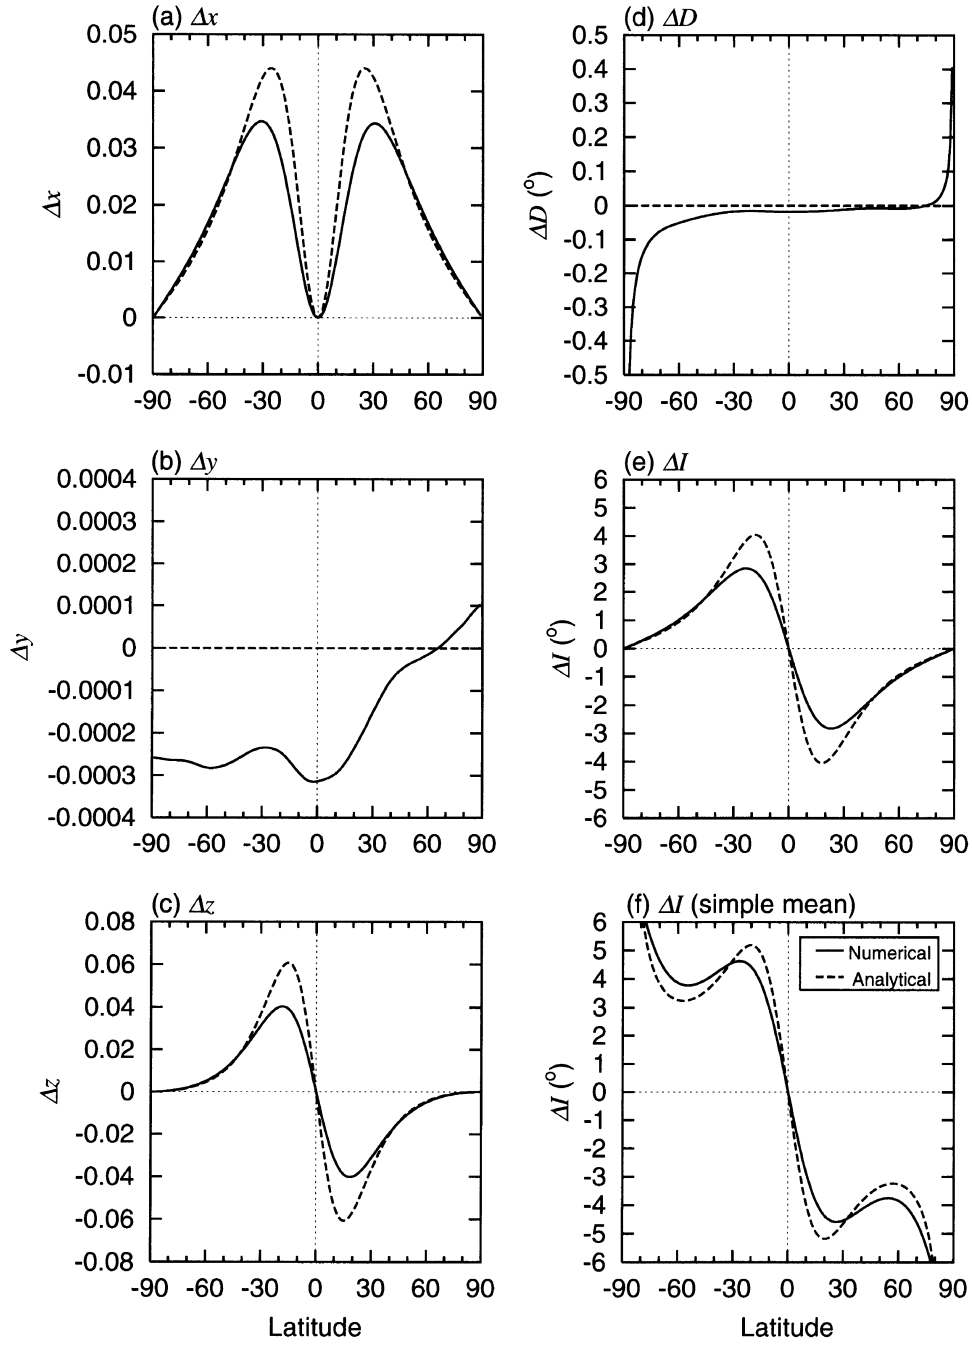 (a) Δx
0.05
0.04
0.03
0.02
0.01
0
-0.01
Δx
-90 -60 -30 0 30 60 90
(d) ΔD
0.5
0.4
0.3
0.2
0.1
0
-0.1
-0.2
-0.3
-0.4
-0.5
ΔD (°)
-90 -60 -30 0 30 60 90
(b) Δy
0.0004
0.0003
0.0002
0.0001
0
-0.0001
-0.0002
-0.0003
-0.0004
Δy
-90 -60 -30 0 30 60 90
(e) ΔI
6
5
4
3
2
1
0
-1
-2
-3
-4
-5
-6
ΔI (°)
-90 -60 -30 0 30 60 90
(c) Δz
0.08
0.06
0.04
0.02
0
-0.02
-0.04
-0.06
-0.08
Δz
-90 -60 -30 0 30 60 90
Latitude
(f) ΔI (simple mean)
6
5
4
3
2
1
0
-1
-2
-3
-4
-5
-6
ΔI (°)
Numerical
Analytical
-90 -60 -30 0 30 60 90
Latitude